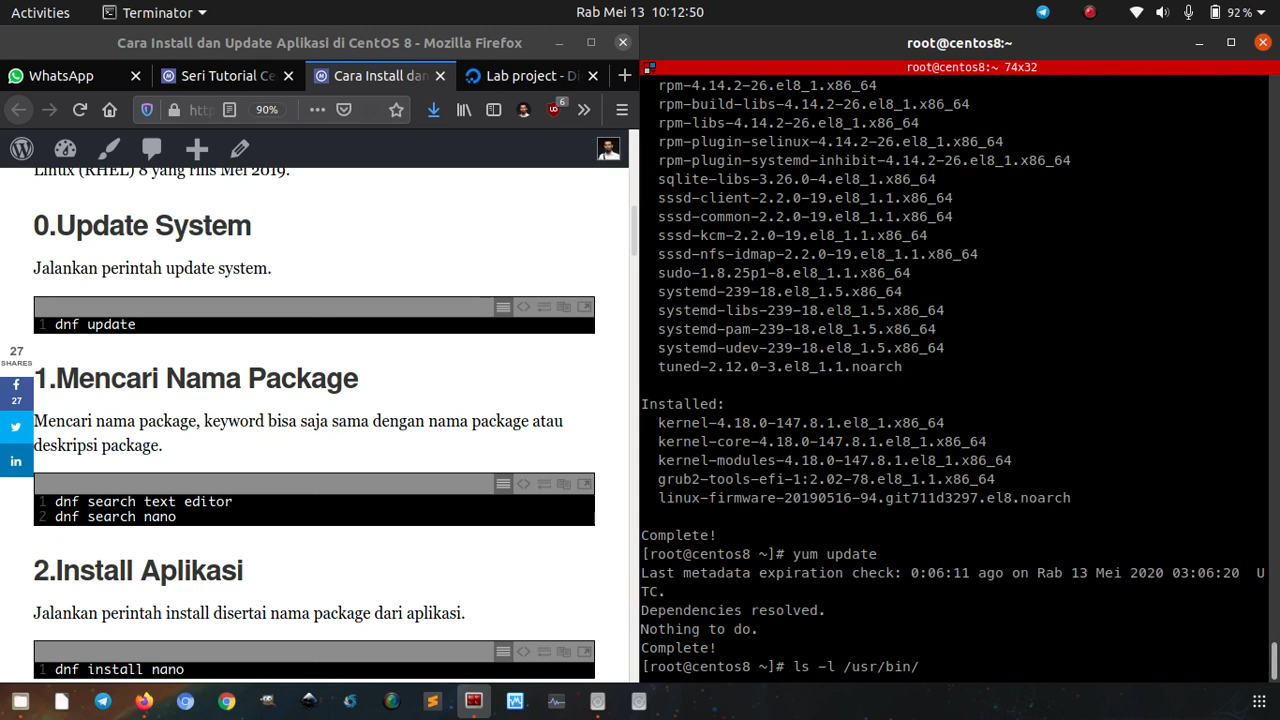 Activities
Terminator
Rab Mei 13 10:12:50
92 %
Cara Install dan Update Aplikasi di CentOS 8 - Mozilla Firefox
WhatsApp
Seri Tutorial Ce
Cara Install dan
Lab project - Di
http
90%
6
Linux (RHEL) 8 yang rilis Mei 2019.
0.Update System
Jalankan perintah update system.
1 dnf update
27
SHARES
27
1.Mencari Nama Package
Mencari nama package, keyword bisa saja sama dengan nama package atau
deskripsi package.
1 dnf search text editor
2 dnf search nano
2.Install Aplikasi
Jalankan perintah install disertai nama package dari aplikasi.
1 dnf install nano
root@centos8:~
root@centos8:~ 74x32
rpm-4.14.2-26.el8_1.x86_64
rpm-build-libs-4.14.2-26.el8_1.x86_64
rpm-libs-4.14.2-26.el8_1.x86_64
rpm-plugin-selinux-4.14.2-26.el8_1.x86_64
rpm-plugin-systemd-inhibit-4.14.2-26.el8_1.x86_64
sqlite-libs-3.26.0-4.el8_1.x86_64
sssd-client-2.2.0-19.el8_1.1.x86_64
sssd-common-2.2.0-19.el8_1.1.x86_64
sssd-kcm-2.2.0-19.el8_1.1.x86_64
sssd-nfs-idmap-2.2.0-19.el8_1.1.x86_64
sudo-1.8.25p1-8.el8_1.1.x86_64
systemd-239-18.el8_1.5.x86_64
systemd-libs-239-18.el8_1.5.x86_64
systemd-pam-239-18.el8_1.5.x86_64
systemd-udev-239-18.el8_1.5.x86_64
tuned-2.12.0-3.el8_1.1.noarch
Installed:
kernel-4.18.0-147.8.1.el8_1.x86_64
kernel-core-4.18.0-147.8.1.el8_1.x86_64
kernel-modules-4.18.0-147.8.1.el8_1.x86_64
grub2-tools-efi-1:2.02-78.el8_1.1.x86_64
linux-firmware-20190516-94.git711d3297.el8.noarch
Complete!
[root@centos8 ~]# yum update
Last metadata expiration check: 0:06:11 ago on Rab 13 Mei 2020 03:06:20 U
TC.
Dependencies resolved.
Nothing to do.
Complete!
[root@centos8 ~]# ls -l /usr/bin/